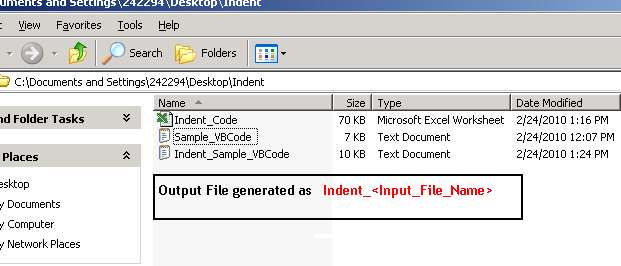 uments and Settings\242294\Desktop\Indent
View Favorites Tools Help
Search Folders
C:\Documents and Settings\242294\Desktop\Indent
nd Folder Tasks
Places
esktop
y Documents
y Computer
y Network Places
Name Size Type Date Modified
Indent_Code 70 KB Microsoft Excel Worksheet 2/24/2010 1:16 PM
Sample_VBCode 7 KB Text Document 2/24/2010 12:07 PM
Indent_Sample_VBCode 10 KB Text Document 2/24/2010 1:24 PM
Output File generated as Indent_<Input_File_Name>